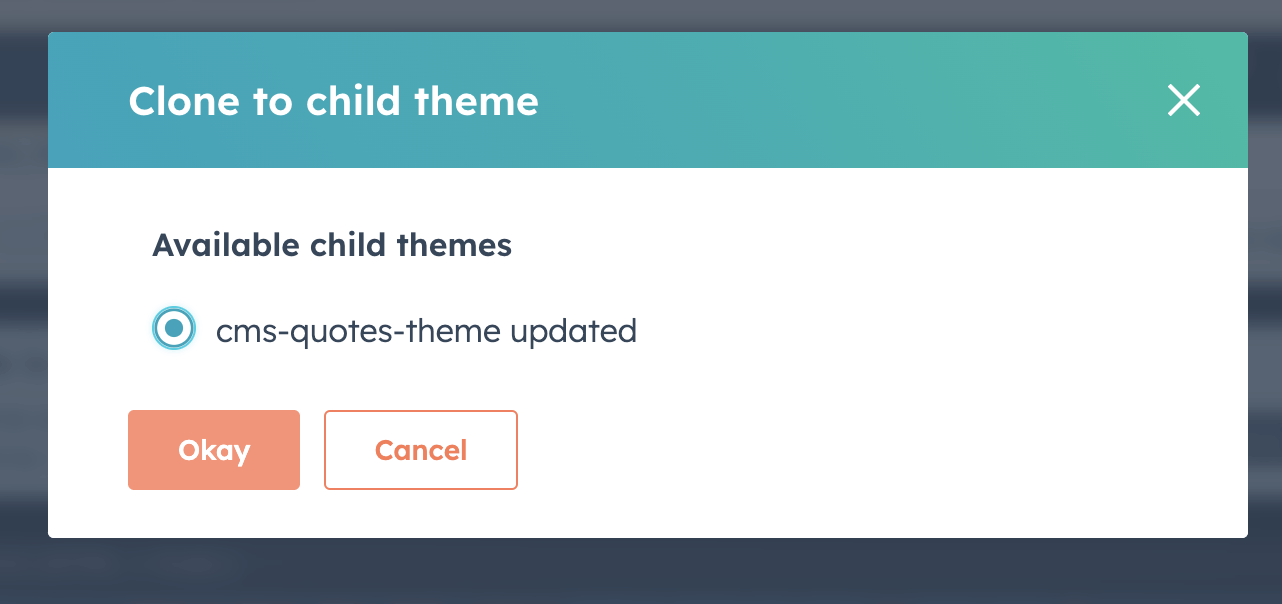 Clone to child theme
Available child themes
cms-quotes-theme updated
Okay
Cancel